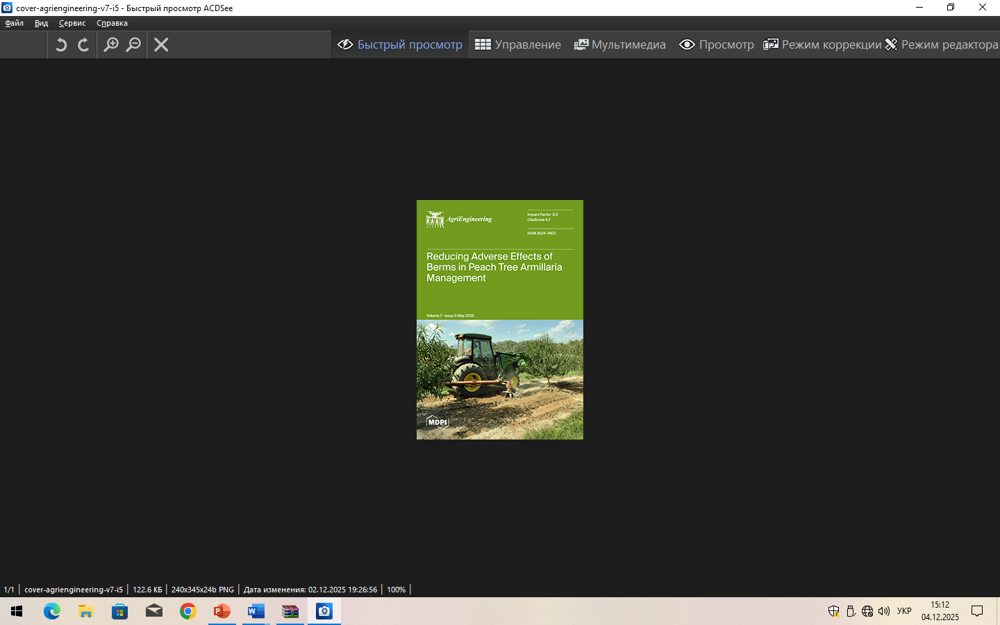 cover-agriengineering-v7-i5 - Быстрый просмотр ACDSee
Файл Вид Сервис Справка
Быстрый просмотр Управление Мультимедиа Просмотр Режим коррекции Режим редактора
AgriEngineering
Impact Factor 3.0
CiteScore 4.7
ISSN 2624-7402
Reducing Adverse Effects of
Berms in Peach Tree Armillaria
Management
Volume 7 · Issue 5 May 2025
MDPI
1/1 cover-agriengineering-v7-i5 122.6 КБ 240x345x24b PNG Дата изменения: 02.12.2025 19:26:56 100%
УКР
15:12
04.12.2025